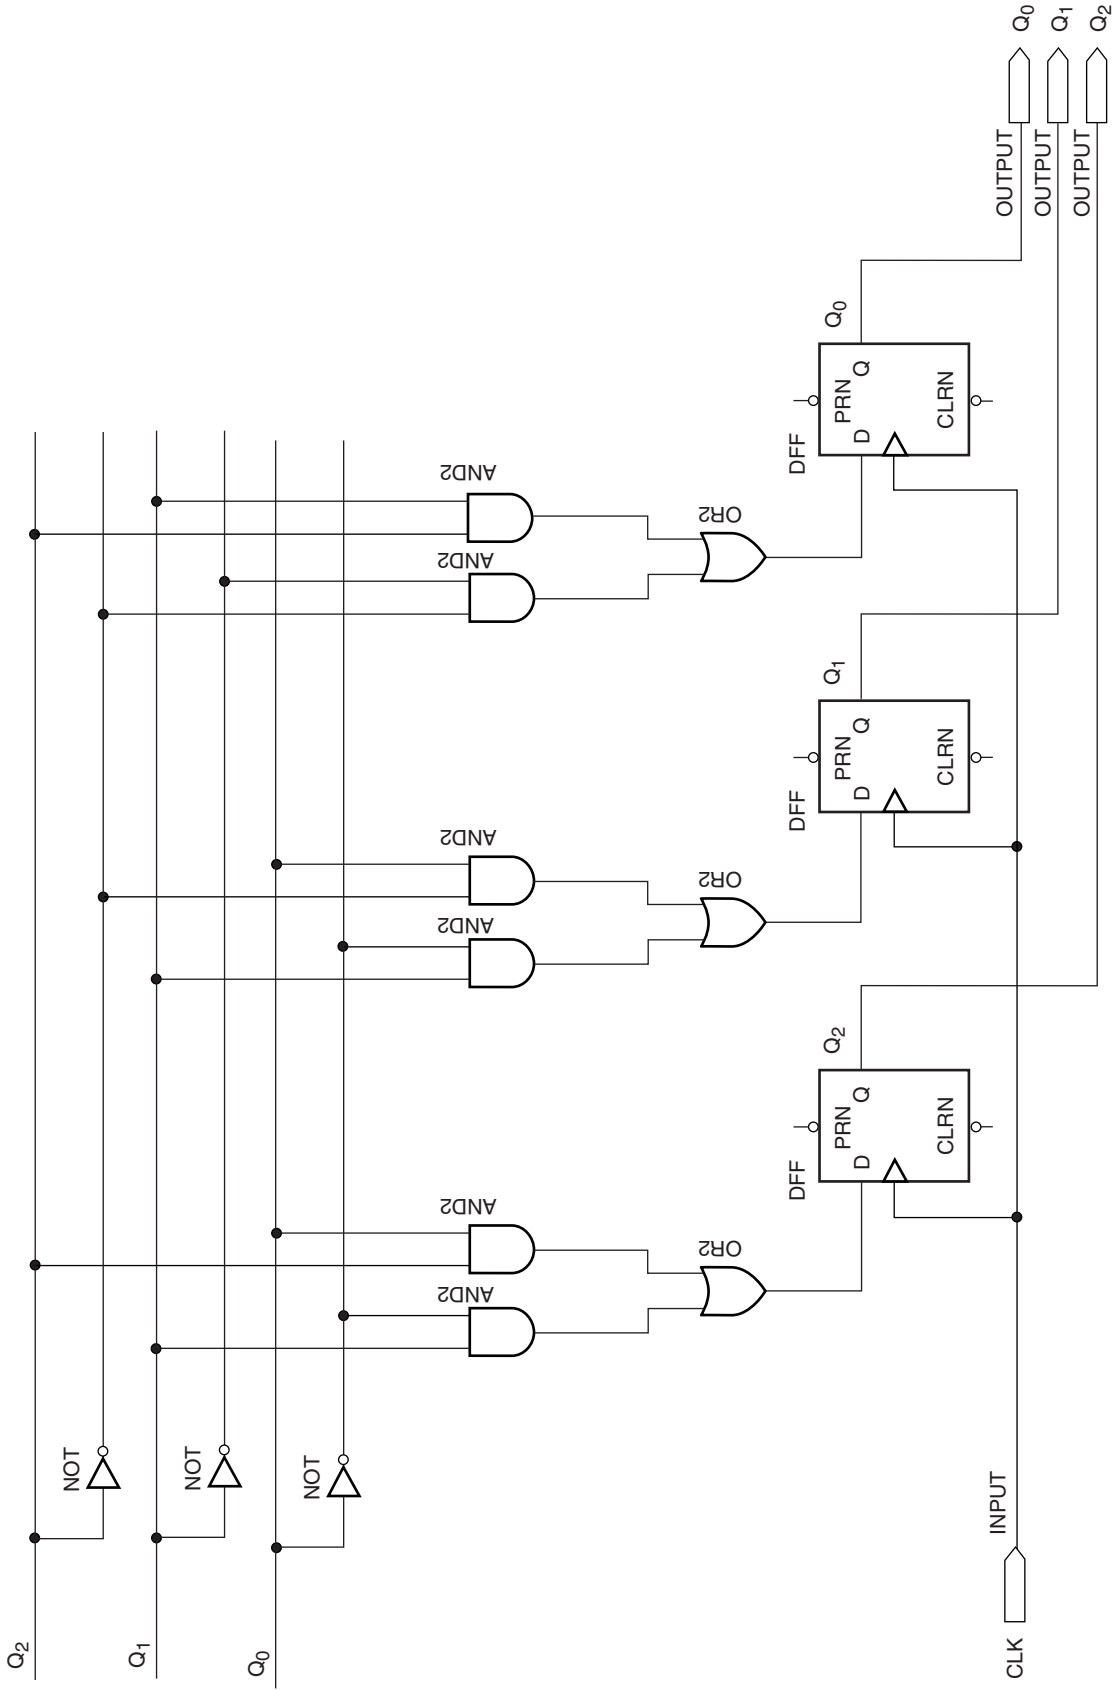 Q2
NOT
Q1
NOT
Q0
NOT
AND2
AND2
AND2
AND2
AND2
AND2
OR2
OR2
OR2
DFF
PRN
D Q
CLRN
Q2
DFF
PRN
D Q
CLRN
Q1
DFF
PRN
D Q
CLRN
Q0
CLK
INPUT
OUTPUT
Q0
OUTPUT
Q1
OUTPUT
Q2